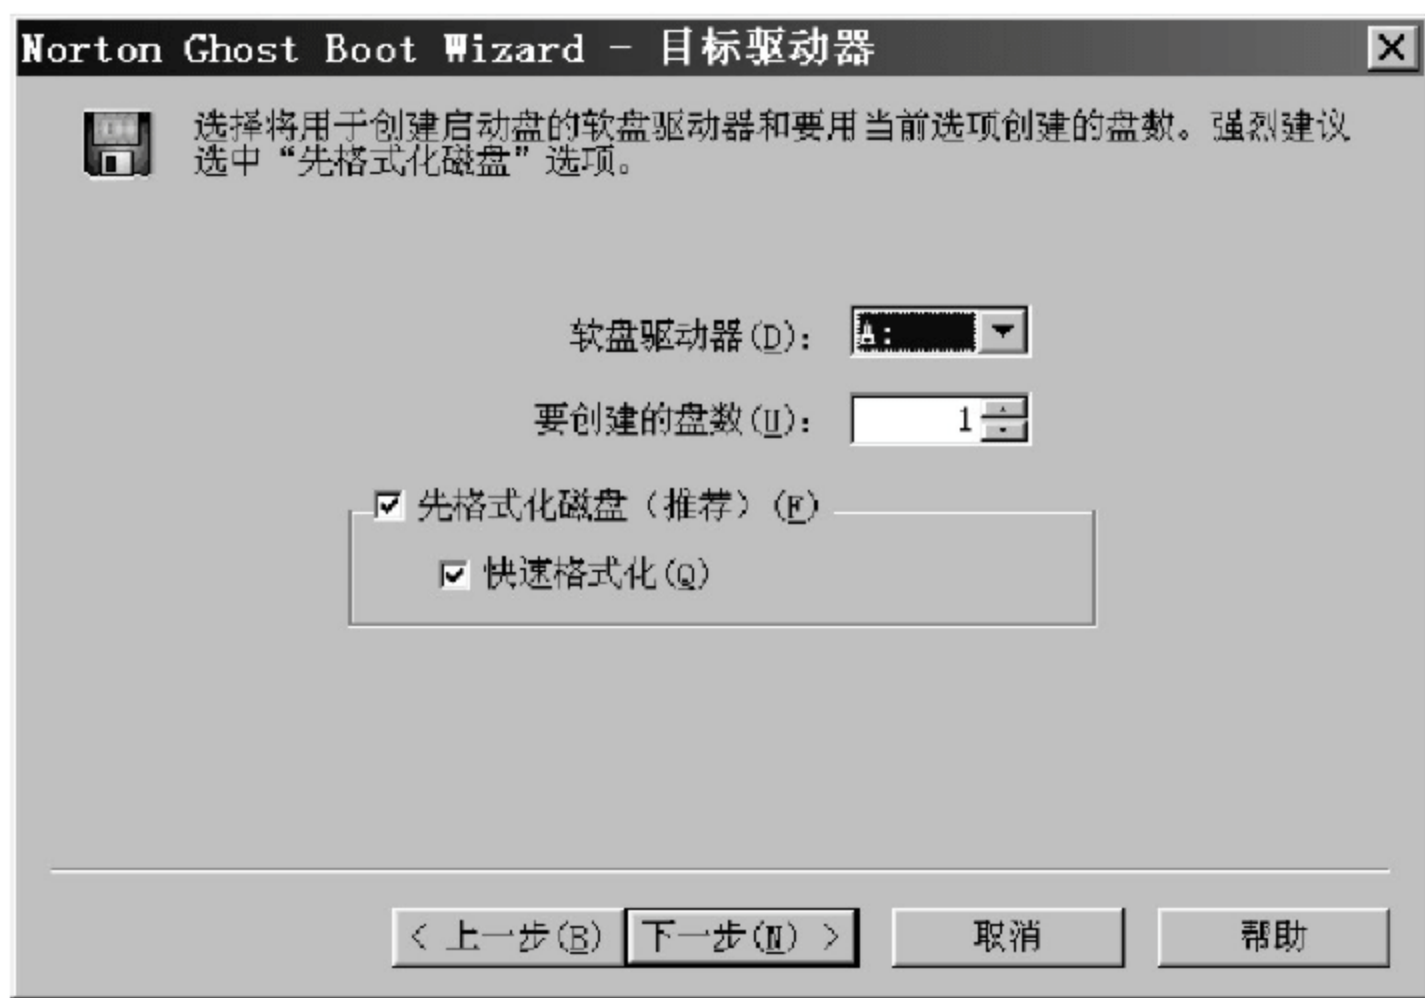 Norton Ghost Boot Wizard - 目标驱动器
选择将用于创建启动盘的软盘驱动器和要用当前选项创建的盘数。强烈建议
选中“先格式化磁盘”选项。
软盘驱动器(D): A:
要创建的盘数(U): 1
先格式化磁盘（推荐）(F)
快速格式化(Q)
< 上一步(B) 下一步(N) > 取消 帮助